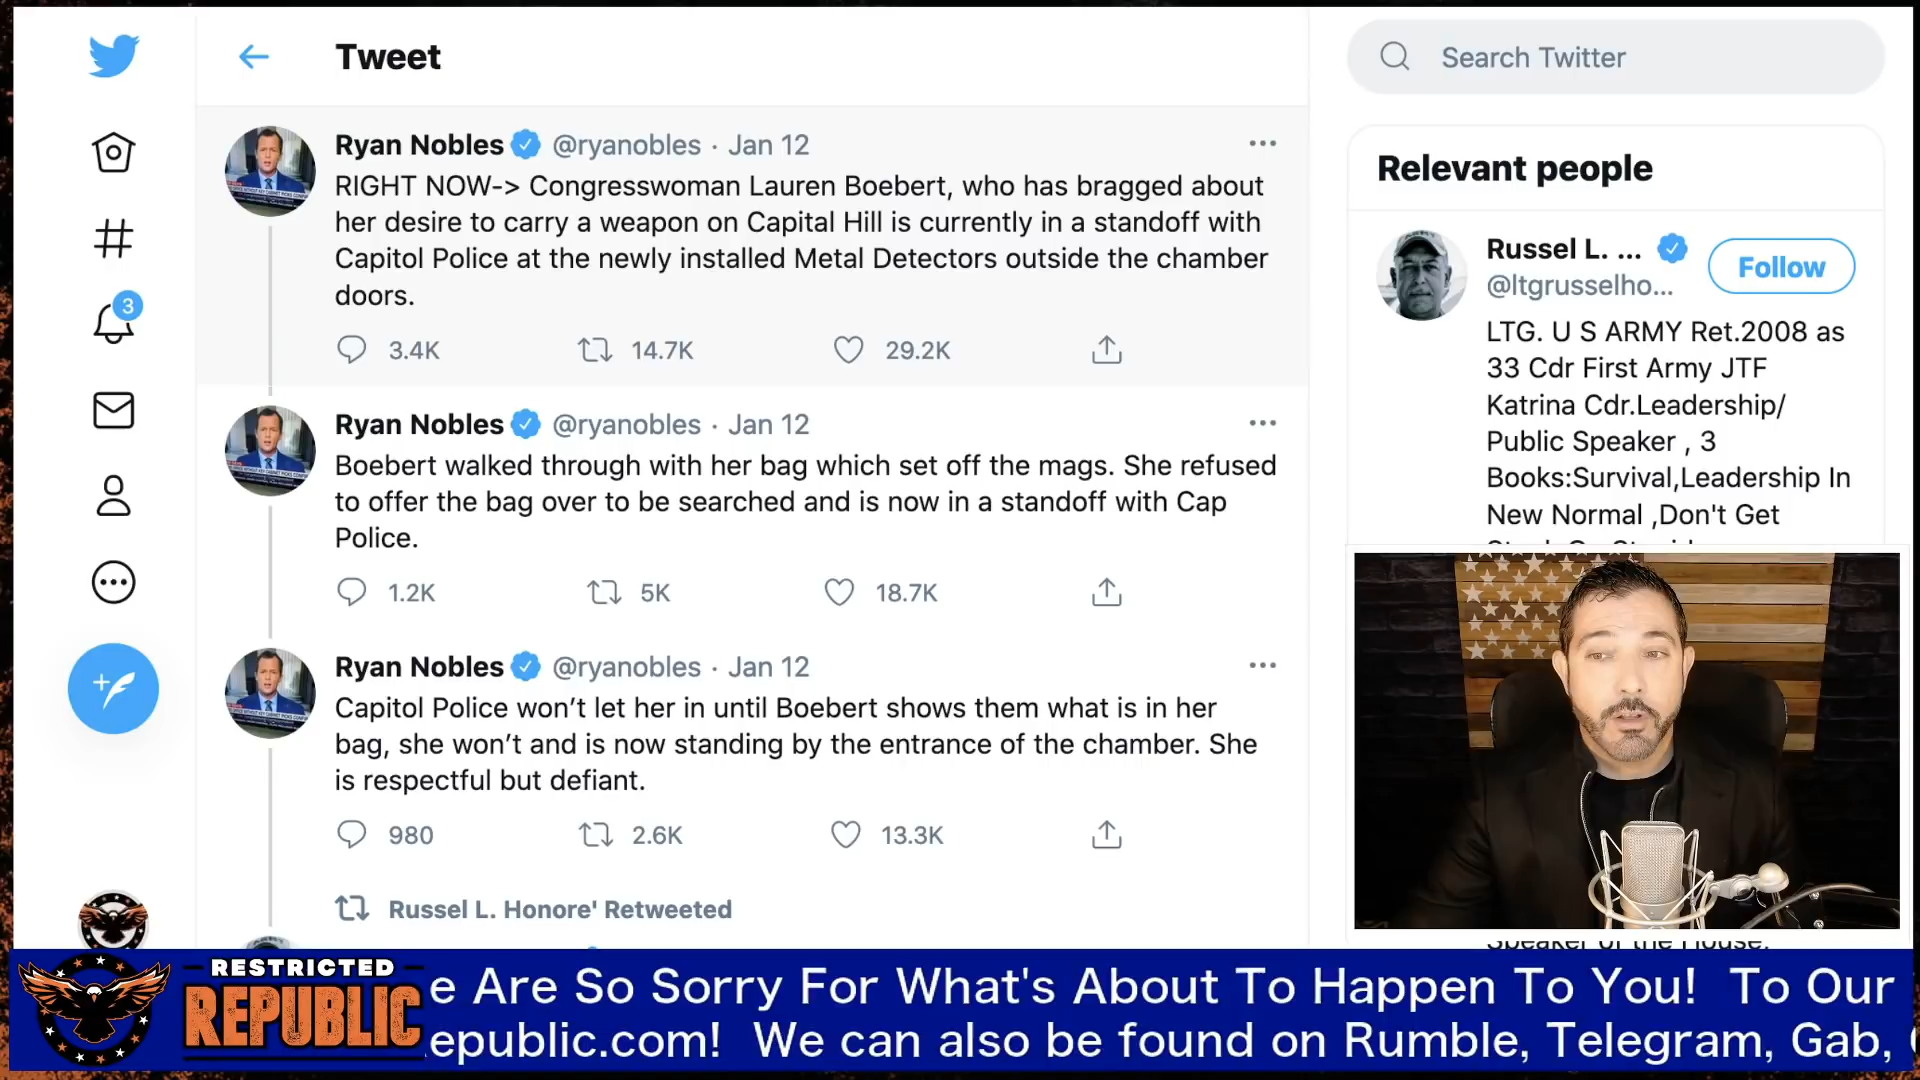 Tweet
Search Twitter
Ryan Nobles @ryanobles · Jan 12
RIGHT NOW-> Congresswoman Lauren Boebert, who has bragged about
her desire to carry a weapon on Capital Hill is currently in a standoff with
Capitol Police at the newly installed Metal Detectors outside the chamber
doors.
3.4K 14.7K 29.2K
3
Ryan Nobles @ryanobles · Jan 12
Boebert walked through with her bag which set off the mags. She refused
to offer the bag over to be searched and is now in a standoff with Cap
Police.
1.2K 5K 18.7K
Ryan Nobles @ryanobles · Jan 12
Capitol Police won’t let her in until Boebert shows them what is in her
bag, she won’t and is now standing by the entrance of the chamber. She
is respectful but defiant.
980 2.6K 13.3K
Russel L. Honore' Retweeted
Relevant people
Russel L. ...
@ltgrusselho...
Follow
LTG. U S ARMY Ret.2008 as
33 Cdr First Army JTF
Katrina Cdr.Leadership/
Public Speaker , 3
Books:Survival,Leadership In
New Normal ,Don't Get
Speaker of the House.
RESTRICTED
REPUBLIC
e Are So Sorry For What's About To Happen To You! To Our
epublic.com! We can also be found on Rumble, Telegram, Gab,